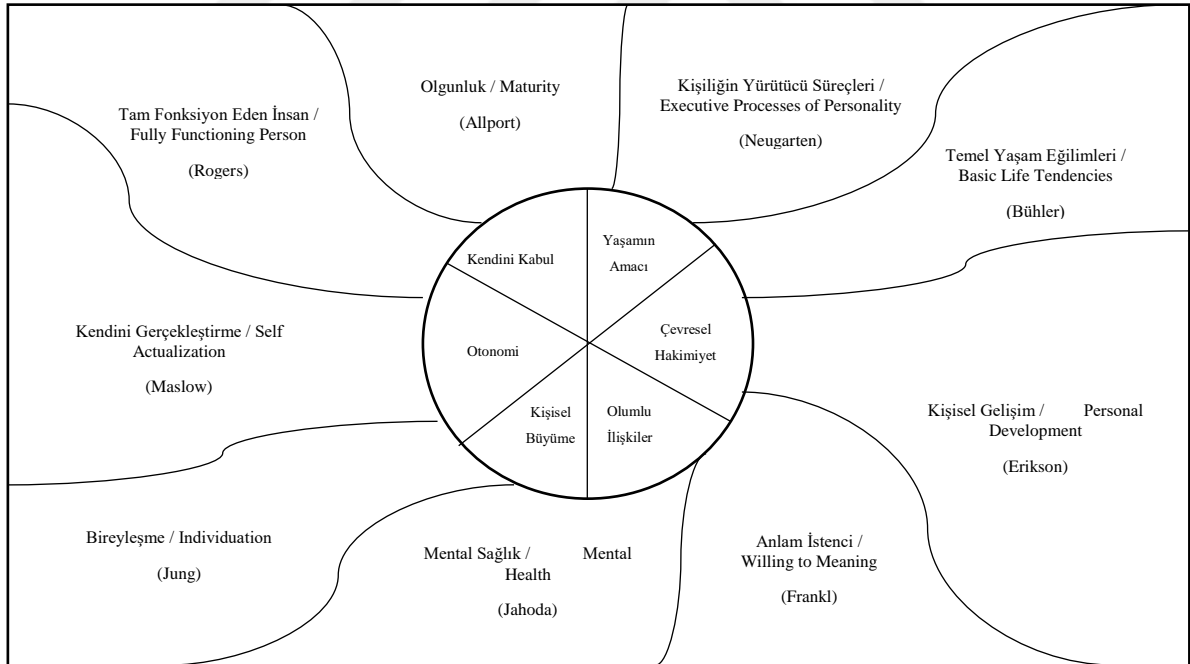 Olgunluk / Maturity
(Allport)
Kişiliğin Yürütücü Süreçleri /
Executive Processes of Personality
(Neugarten)
Tam Fonksiyon Eden İnsan /
Fully Functioning Person
(Rogers)
Temel Yaşam Eğilimleri /
Basic Life Tendencies
(Bühler)
Kendini Kabul
Yaşamın
Amacı
Kendini Gerçekleştirme / Self
Actualization
(Maslow)
Otonomi
Çevresel
Hakimiyet
Kişisel
Büyüme
Olumlu
İlişkiler
Kişisel Gelişim / Personal
Development
(Erikson)
Bireyleşme / Individuation
(Jung)
Mental Sağlık / Mental
Health
(Jahoda)
Anlam İstenci /
Willing to Meaning
(Frankl)